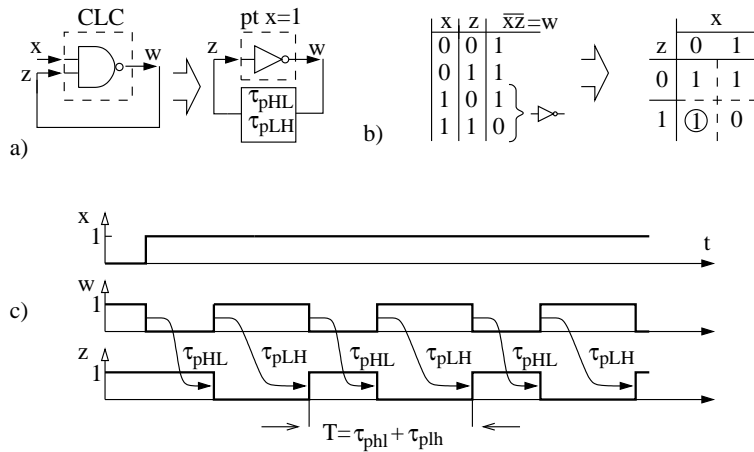 CLC
x
z
w
a)
pt x=1
z
w
τpHL
τpLH
b)
x z x̅z̅=w
0 0 1
0 1 1
1 0 1
1 1 0
x
z 0 1
0 1 1
1 1 0
c)
x
1
t
w
1
τpHL τpLH τpHL τpLH τpHL τpLH
z
1
T=τphl+τplh